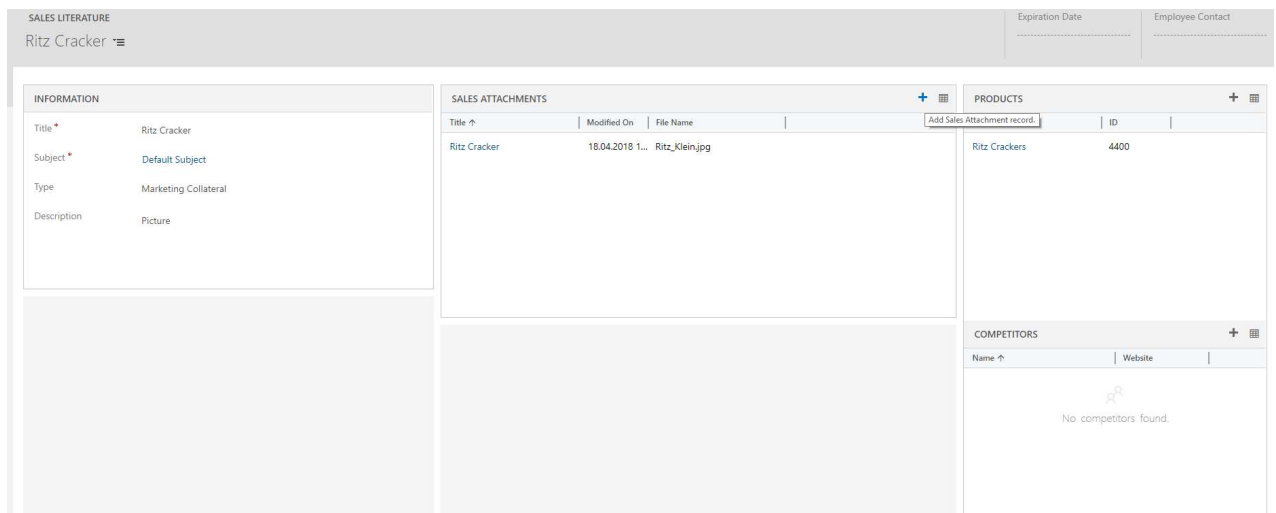 SALES LITERATURE
Ritz Cracker
Expiration Date
Employee Contact
INFORMATION
Title *
Ritz Cracker
Subject *
Default Subject
Type
Marketing Collateral
Description
Picture
SALES ATTACHMENTS
Title ↑ Modified On File Name
Add Sales Attachment record.
Ritz Cracker 18.04.2018 1... Ritz_Klein.jpg
PRODUCTS
ID
Ritz Crackers 4400
COMPETITORS
Name ↑ Website
No competitors found.